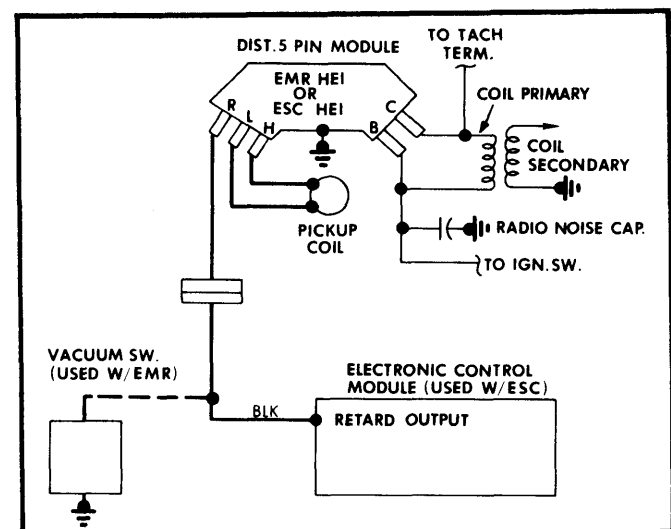 DIST. 5 PIN MODULE
TO TACH
TERM.
EMR HEI
OR
ESC HEI
COIL PRIMARY
R
L
H
B
C
COIL
SECONDARY
PICKUP
COIL
RADIO NOISE CAP.
TO IGN. SW.
VACUUM SW.
(USED W/EMR)
ELECTRONIC CONTROL
MODULE (USED W/ESC)
BLK
RETARD OUTPUT